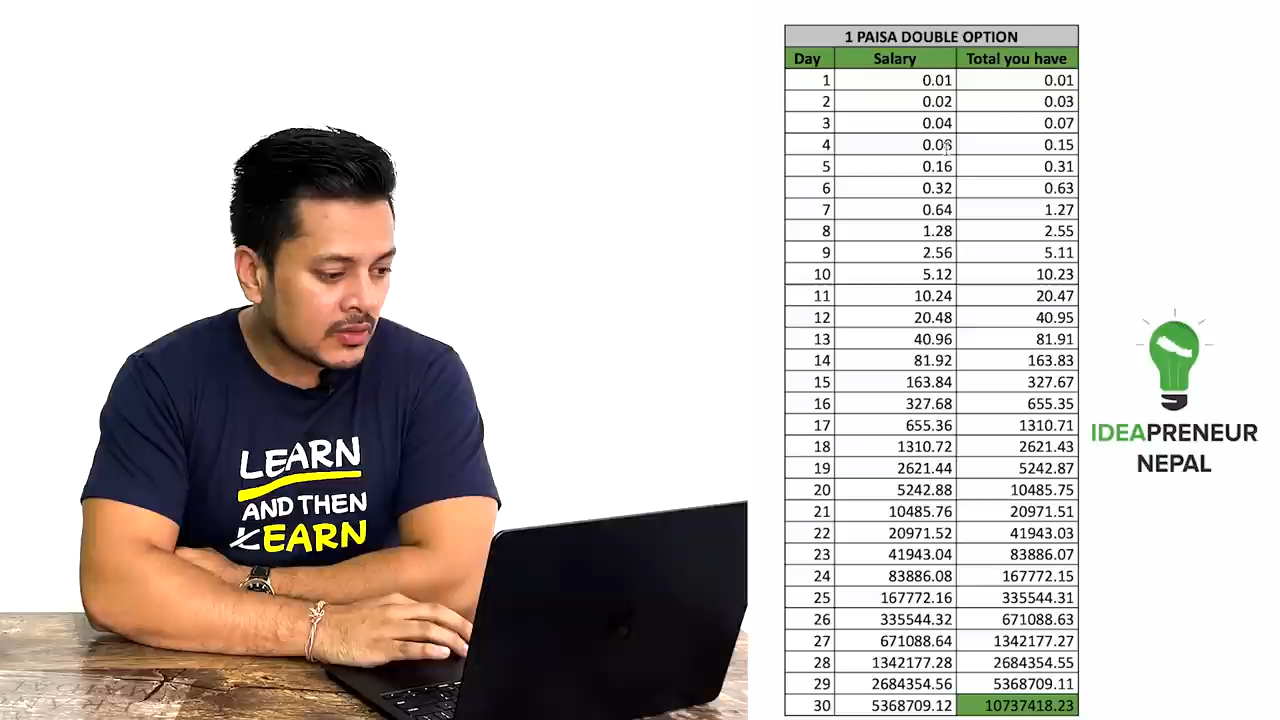 LEARN
AND THEN
LEARN
1 PAISA DOUBLE OPTION
Day Salary Total you have
1 0.01 0.01
2 0.02 0.03
3 0.04 0.07
4 0.08 0.15
5 0.16 0.31
6 0.32 0.63
7 0.64 1.27
8 1.28 2.55
9 2.56 5.11
10 5.12 10.23
11 10.24 20.47
12 20.48 40.95
13 40.96 81.91
14 81.92 163.83
15 163.84 327.67
16 327.68 655.35
17 655.36 1310.71
18 1310.72 2621.43
19 2621.44 5242.87
20 5242.88 10485.75
21 10485.76 20971.51
22 20971.52 41943.03
23 41943.04 83886.07
24 83886.08 167772.15
25 167772.16 335544.31
26 335544.32 671088.63
27 671088.64 1342177.27
28 1342177.28 2684354.55
29 2684354.56 5368709.11
30 5368709.12 10737418.23
IDEAPRENEUR
NEPAL